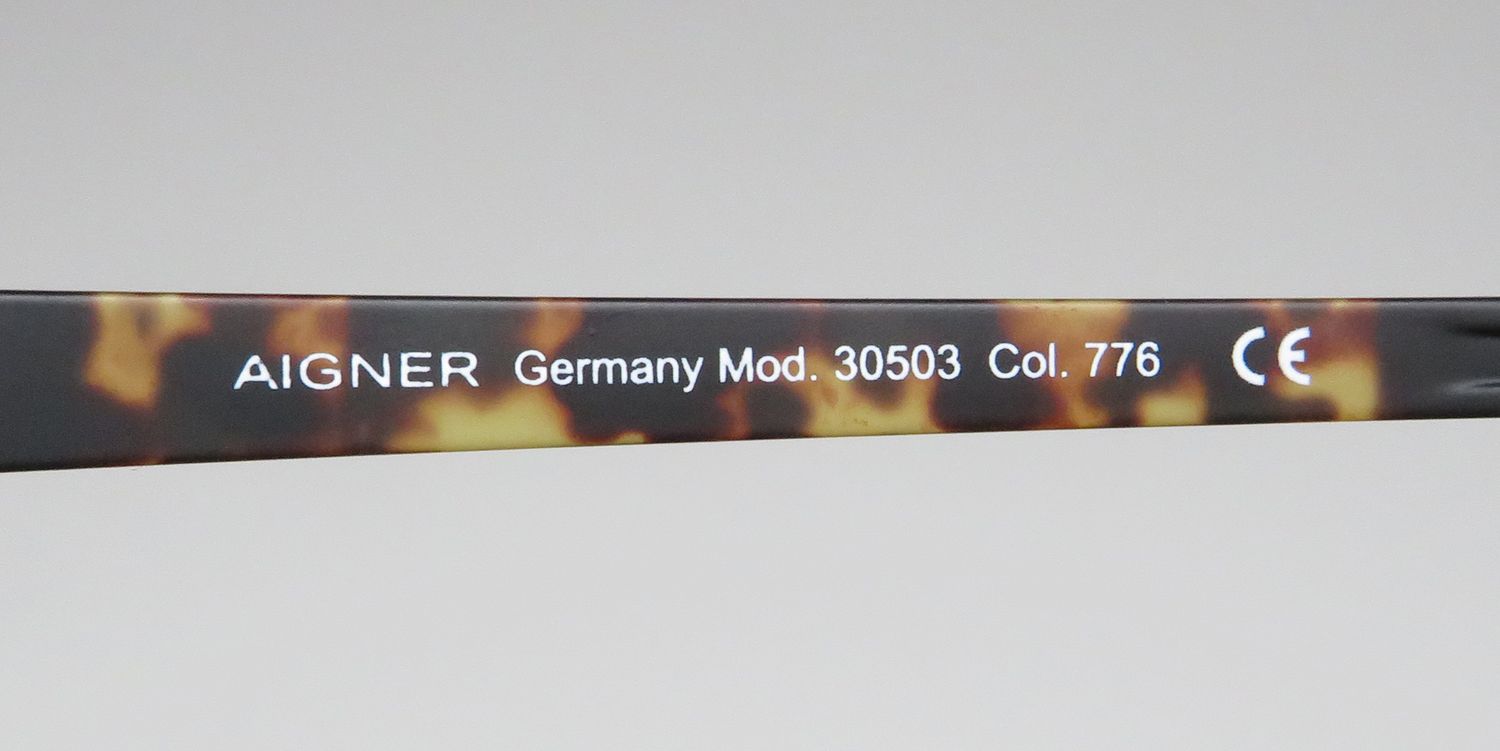 AIGNER Germany Mod. 30503 Col. 776 CE